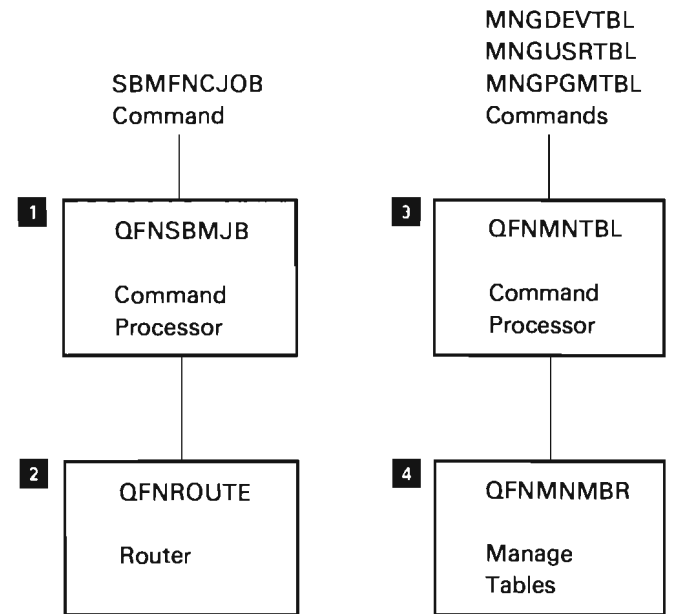 SBMFNCJOB
Command
1
QFNSBMJB
Command
Processor
2
QFNROUTE
Router
MNGDEVTBL
MNGUSRTBL
MNGPGMTBL
Commands
3
QFNMNTBL
Command
Processor
4
QFNMNMBR
Manage
Tables